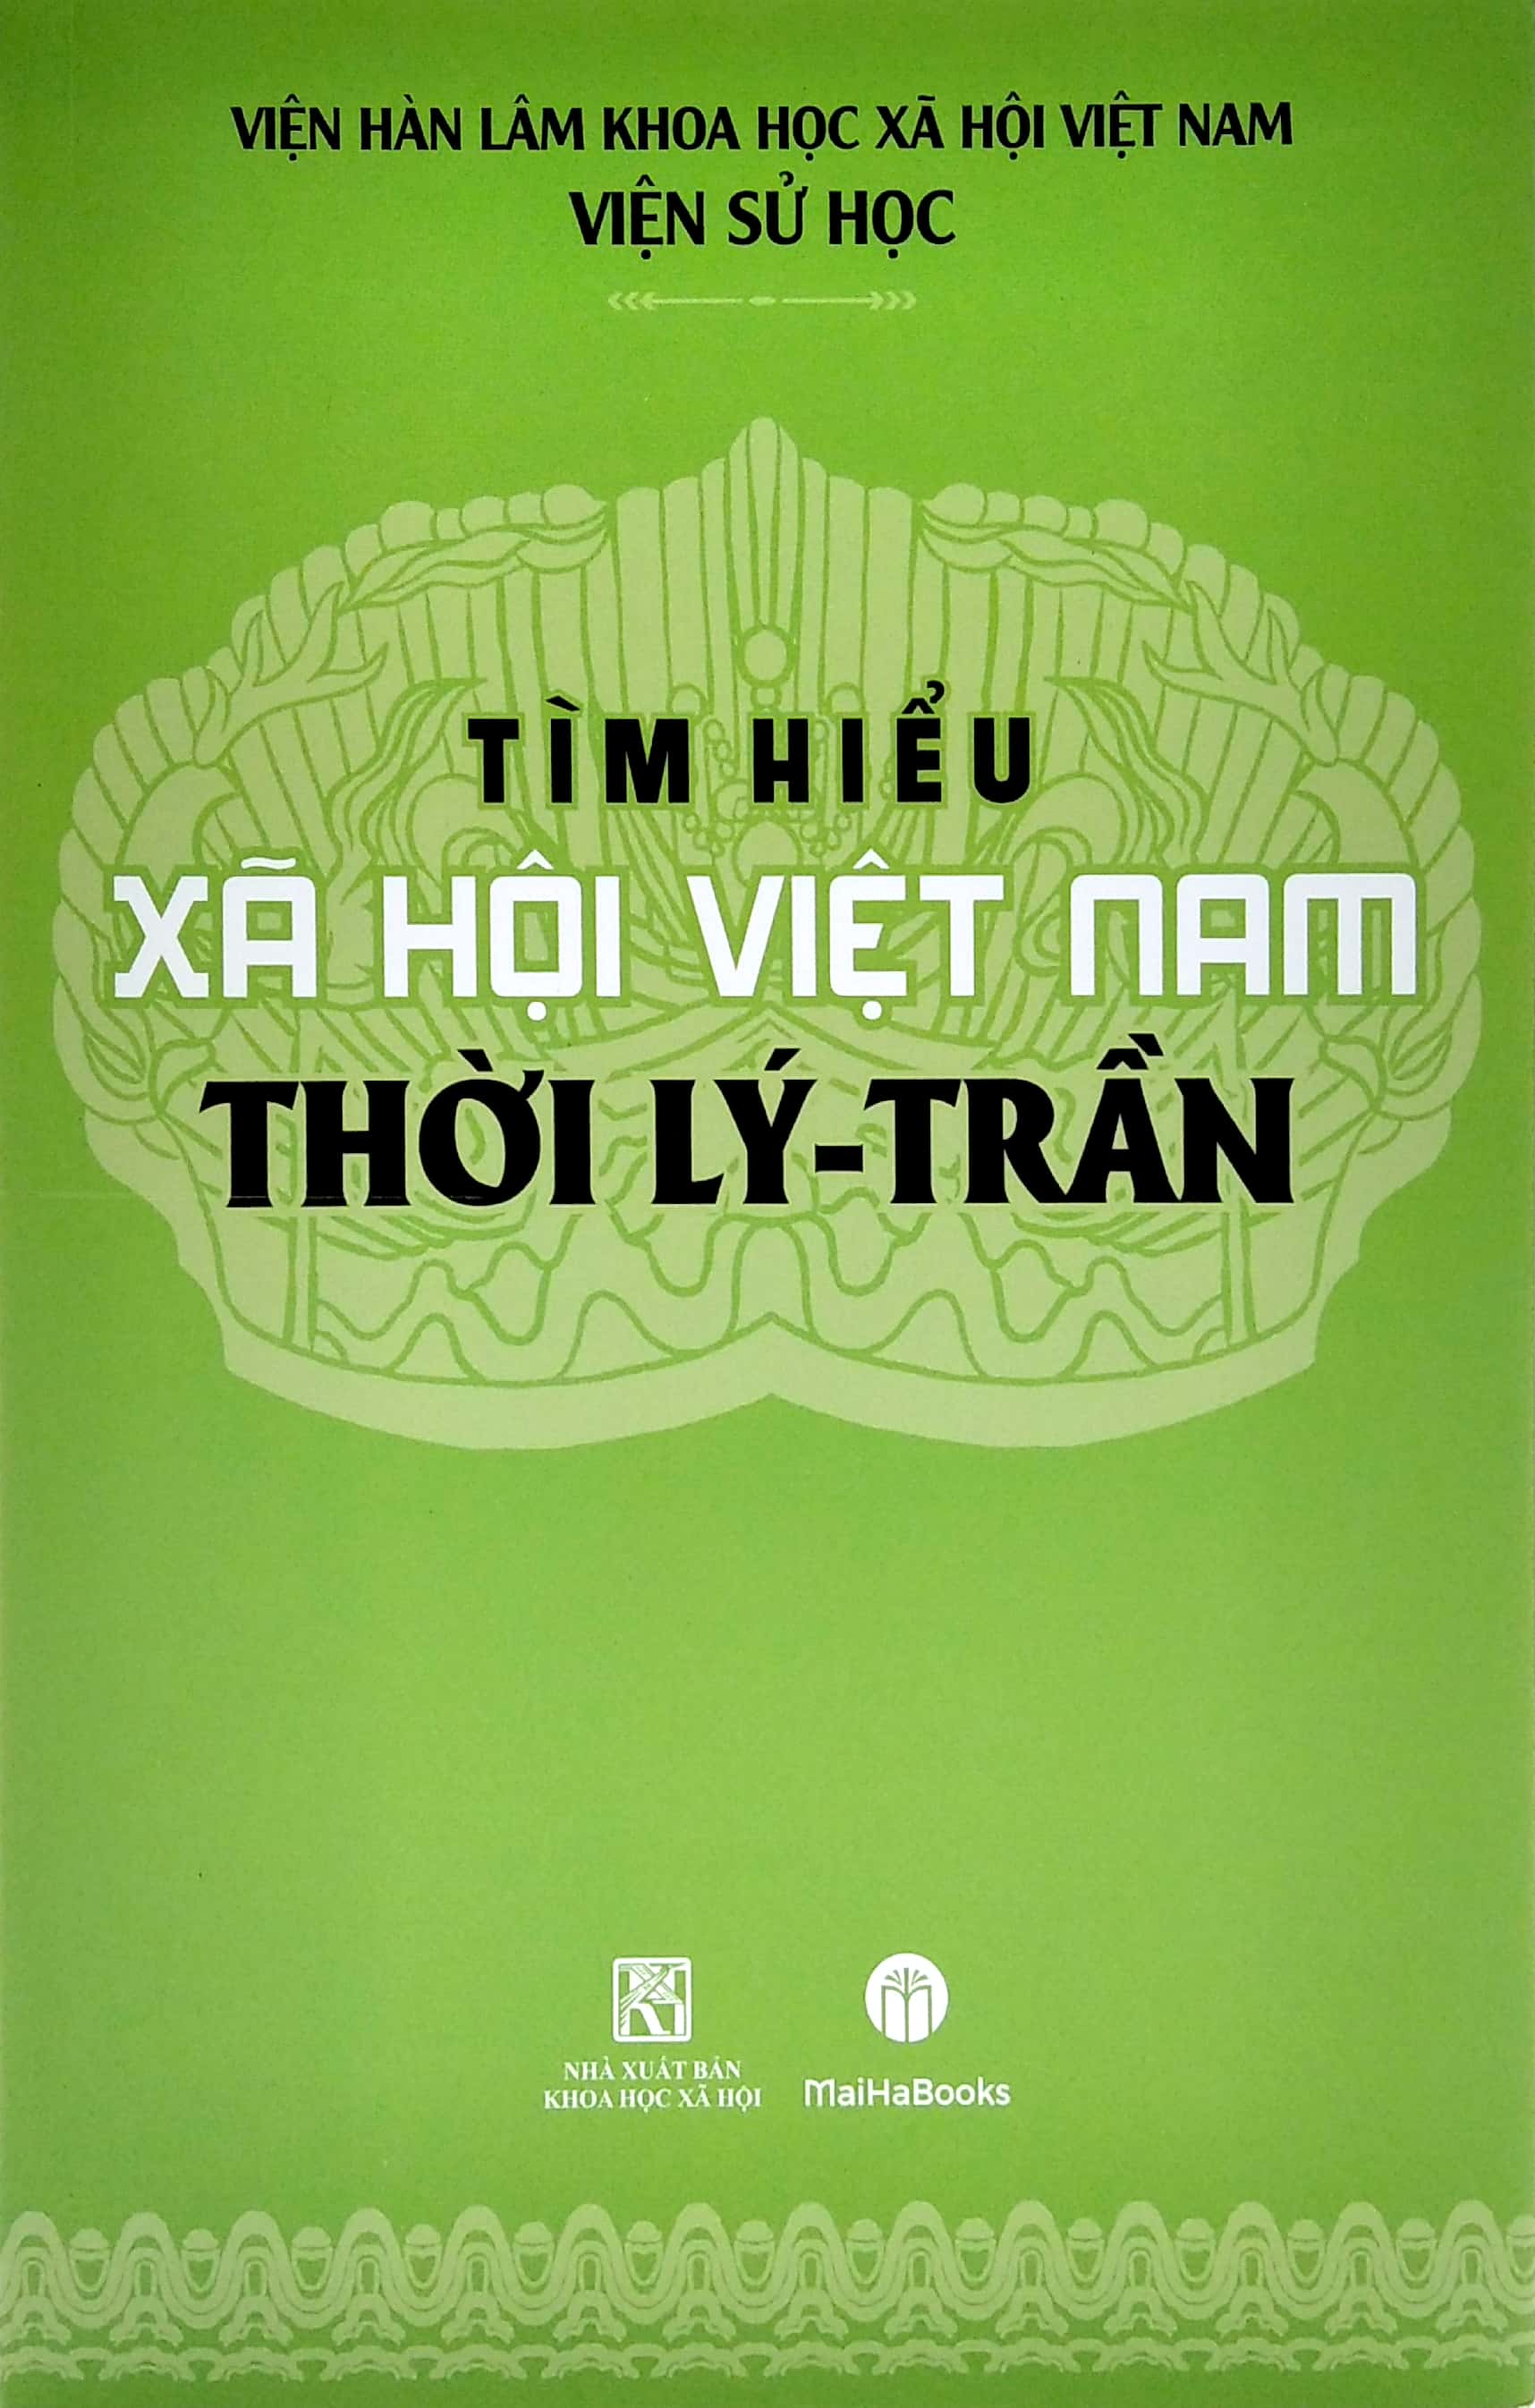 VIỆN HÀN LÂM KHOA HỌC XÃ HỘI VIỆT NAM
VIỆN SỬ HỌC
TÌM HIỂU
XÃ HỘI VIỆT NAM
THỜI LÝ-TRẦN
NHÀ XUẤT BẢN
KHOA HỌC XÃ HỘI
MaiHaBooks